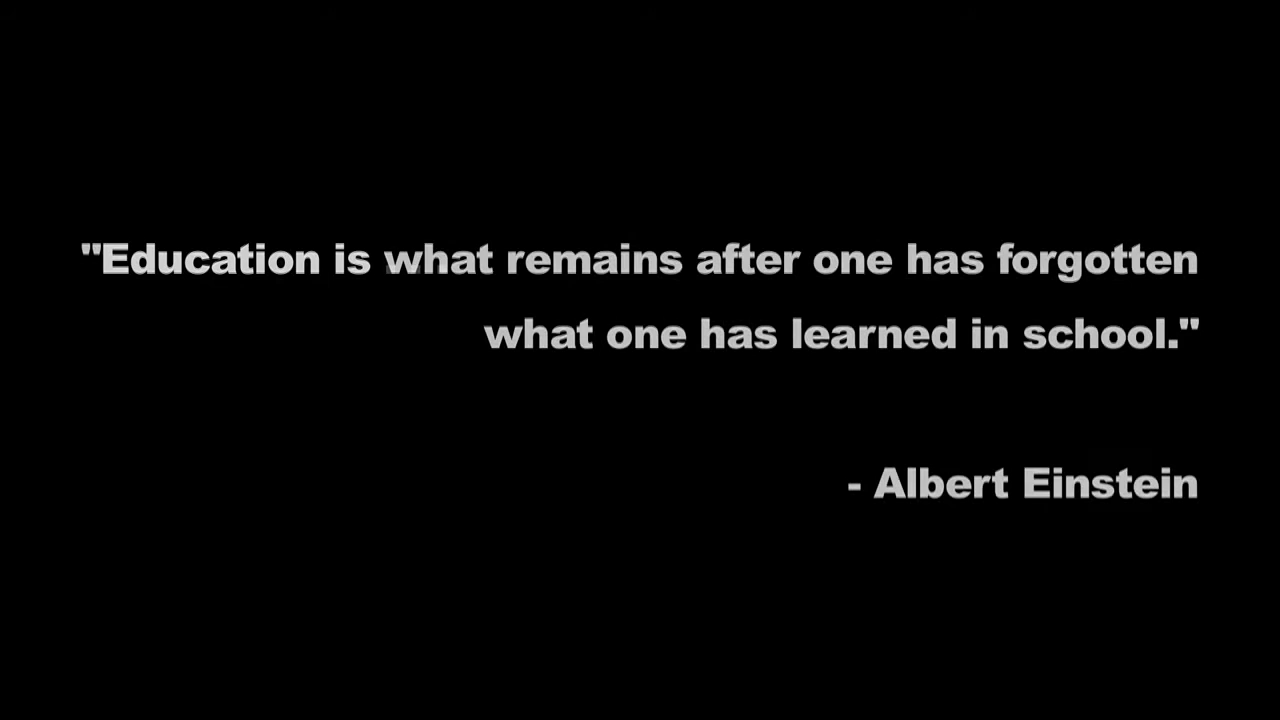 "Education is what remains after one has forgotten
what one has learned in school."
- Albert Einstein